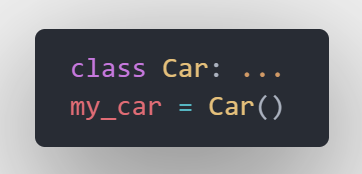 class Car: ...
my_car = Car()